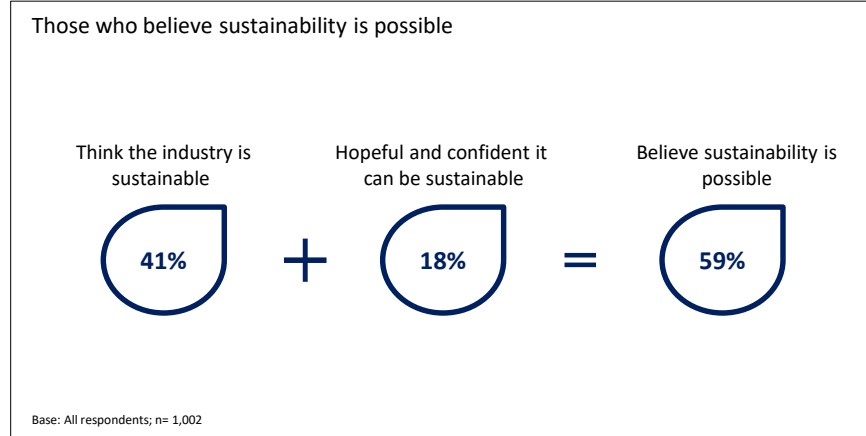 Those who believe sustainability is possible
Think the industry is
sustainable
Hopeful and confident it
can be sustainable
Believe sustainability is
possible
41%
+
18%
=
59%
Base: All respondents; n= 1,002